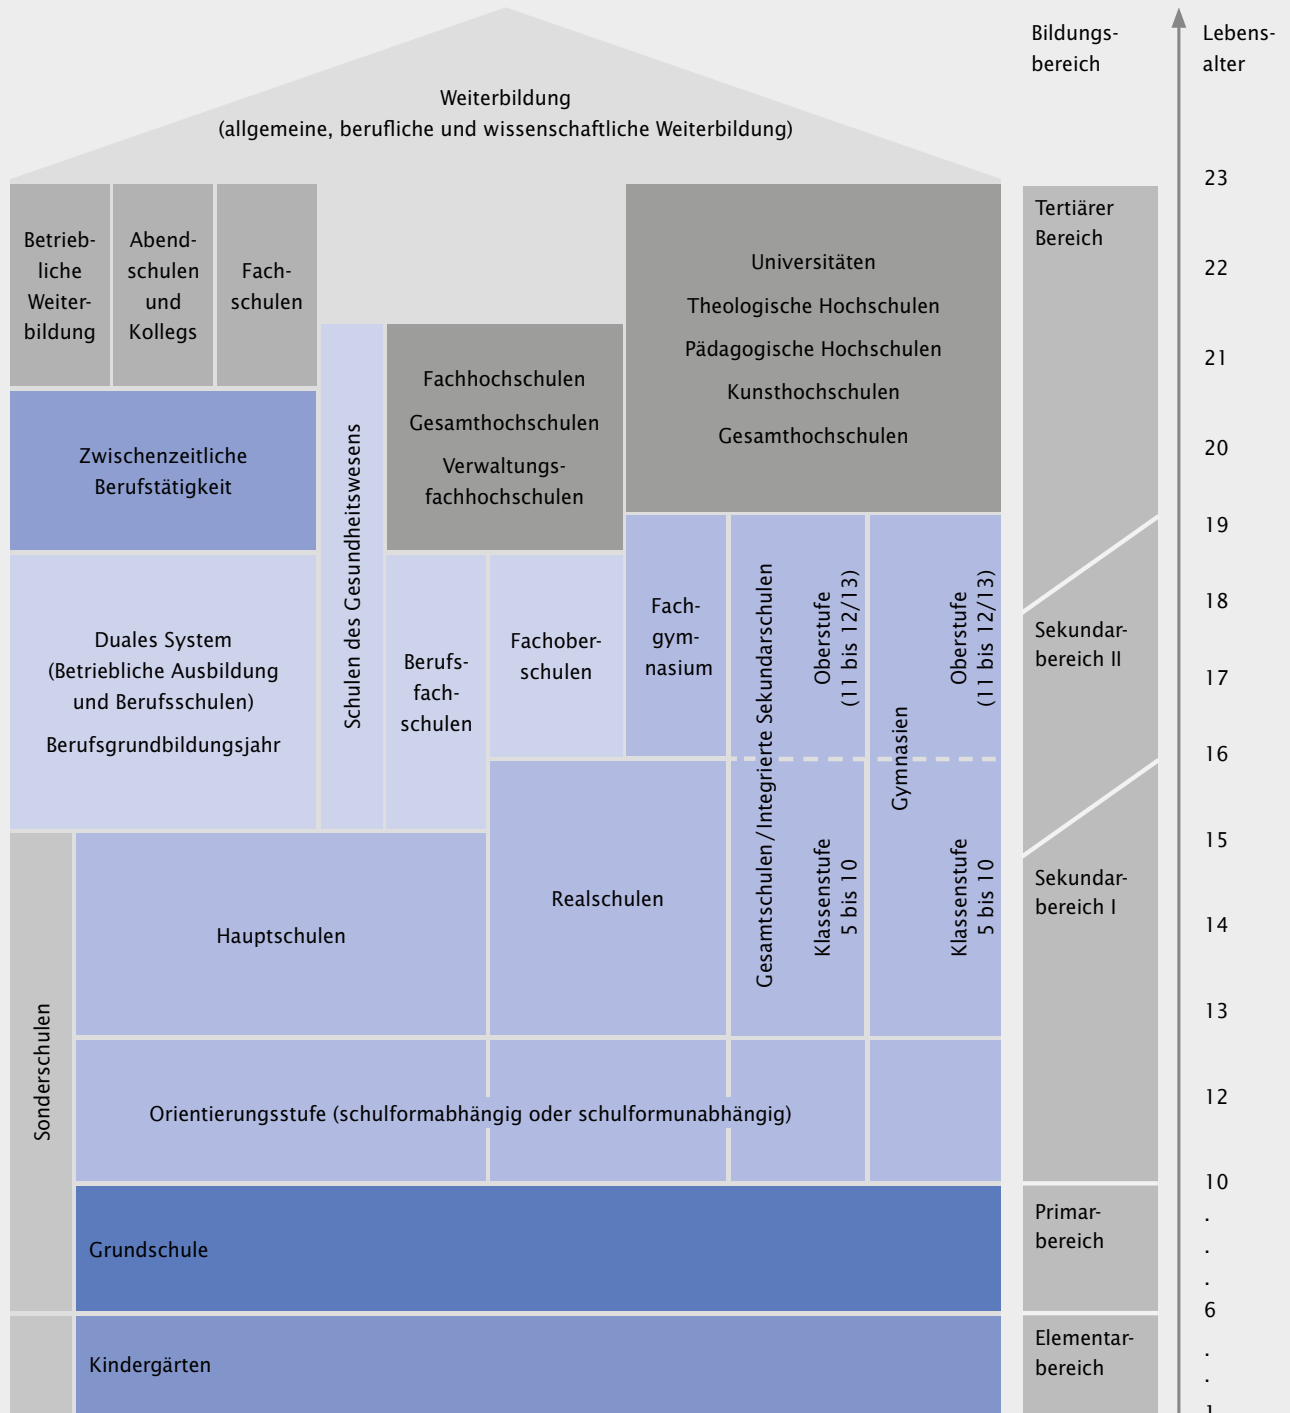 Bildungs-
bereich
Lebens-
alter
Weiterbildung
(allgemeine, berufliche und wissenschaftliche Weiterbildung)
Betrieb-
liche
Weiter-
bildung
Abend-
schulen
und
Kollegs
Fach-
schulen
Universitäten
Theologische Hochschulen
Pädagogische Hochschulen
Kunsthochschulen
Gesamthochschulen
Fachhochschulen
Gesamthochschulen
Verwaltungs-
fachhochschulen
Zwischenzeitliche
Berufstätigkeit
Schulen des Gesundheitswesens
Duales System
(Betriebliche Ausbildung
und Berufsschulen)
Berufsgrundbildungsjahr
Berufs-
fach-
schulen
Fachober-
schulen
Fach-
gym-
nasium
Gesamtschulen/Integrierte Sekundarschulen
Oberstufe
(11 bis 12/13)
Klassenstufe
5 bis 10
Gymnasien
Oberstufe
(11 bis 12/13)
Klassenstufe
5 bis 10
Hauptschulen
Realschulen
Sonderschulen
Orientierungsstufe (schulformabhängig oder schulformunabhängig)
Grundschule
Kindergärten
Tertiärer
Bereich
Sekundar-
bereich II
Sekundar-
bereich I
Primar-
bereich
Elementar-
bereich
23
22
21
20
19
18
17
16
15
14
13
12
10
.
.
.
6
.
.